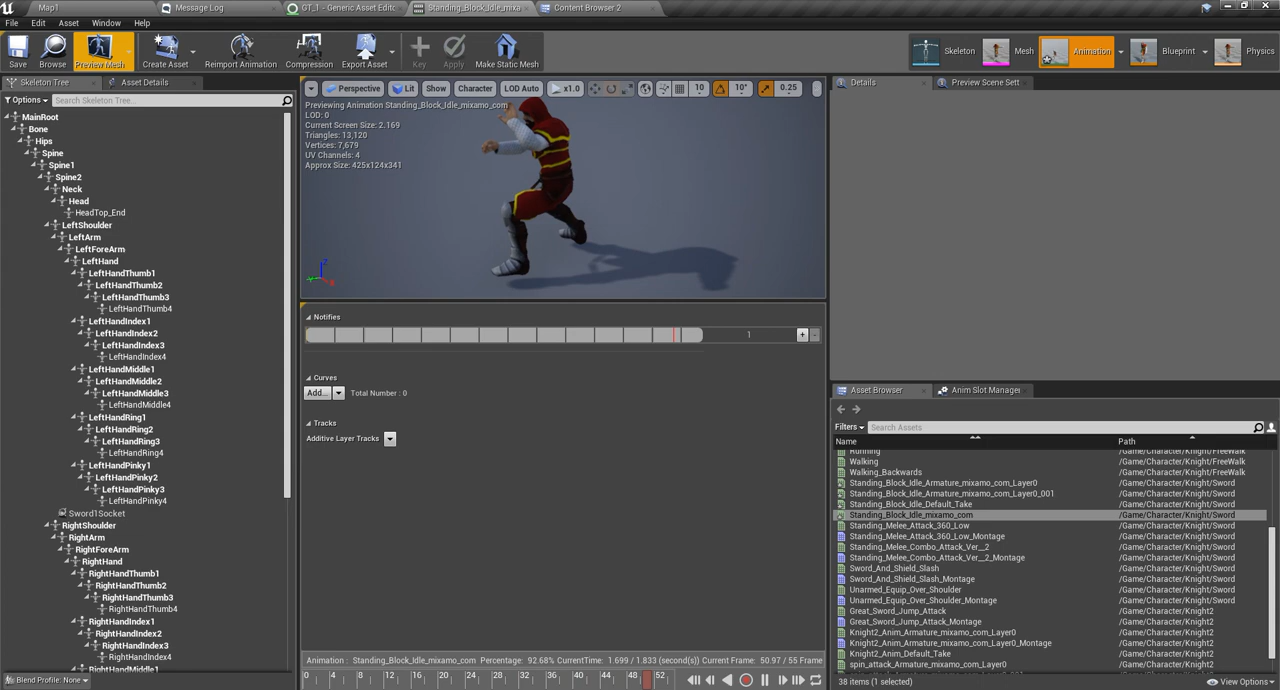 Map1
Message Log
GT_1 - Generic Asset Edito
Standing_Block_Idle_mixa
Content Browser 2
File Edit Asset Window Help
Save
Browse
Preview Mesh
Create Asset
Reimport Animation
Compression
Export Asset
Key
Apply
Make Static Mesh
Skeleton
Mesh
Animation
Blueprint
Physics
Skeleton Tree
Asset Details
Options
Search Skeleton Tree...
MainRoot
Bone
Hips
Spine
Spine1
Spine2
Neck
Head
HeadTop_End
LeftShoulder
LeftArm
LeftForeArm
LeftHand
LeftHandThumb1
LeftHandThumb2
LeftHandThumb3
LeftHandThumb4
LeftHandIndex1
LeftHandIndex2
LeftHandIndex3
LeftHandIndex4
LeftHandMiddle1
LeftHandMiddle2
LeftHandMiddle3
LeftHandMiddle4
LeftHandRing1
LeftHandRing2
LeftHandRing3
LeftHandRing4
LeftHandPinky1
LeftHandPinky2
LeftHandPinky3
LeftHandPinky4
Sword1Socket
RightShoulder
RightArm
RightForeArm
RightHand
RightHandThumb1
RightHandThumb2
RightHandThumb3
RightHandThumb4
RightHandIndex1
RightHandIndex2
RightHandIndex3
RightHandIndex4
RightHandMiddle1
Blend Profile: None
Perspective Lit Show Character LOD Auto x1.0 10 10° 0.25
Previewing Animation Standing_Block_Idle_mixamo_com
LOD: 0
Current Screen Size: 2.169
Triangles: 13,120
Vertices: 7,679
UV Channels: 4
Approx Size: 425x124x341
Z
Notifies
1
+ -
Curves
Add... Total Number : 0
Tracks
Additive Layer Tracks
Animation : Standing_Block_Idle_mixamo_com Percentage: 92.68% CurrentTime: 1.699 / 1.833 (second(s)) Current Frame: 50.97 / 55 Frame
0 4 8 12 16 20 24 28 32 36 40 44 48 52
Details
Preview Scene Sett
Asset Browser
Anim Slot Manager
Filters
Search Assets
Name Path
Running /Game/Character/Knight/FreeWalk
Walking /Game/Character/Knight/FreeWalk
Walking_Backwards /Game/Character/Knight/FreeWalk
Standing_Block_Idle_Armature_mixamo_com_Layer0 /Game/Character/Knight/Sword
Standing_Block_Idle_Armature_mixamo_com_Layer0_001 /Game/Character/Knight/Sword
Standing_Block_Idle_Default_Take /Game/Character/Knight/Sword
Standing_Block_Idle_mixamo_com /Game/Character/Knight/Sword
Standing_Melee_Attack_360_Low /Game/Character/Knight/Sword
Standing_Melee_Attack_360_Low_Montage /Game/Character/Knight/Sword
Standing_Melee_Combo_Attack_Ver__2 /Game/Character/Knight/Sword
Standing_Melee_Combo_Attack_Ver__2_Montage /Game/Character/Knight/Sword
Sword_And_Shield_Slash /Game/Character/Knight/Sword
Sword_And_Shield_Slash_Montage /Game/Character/Knight/Sword
Unarmed_Equip_Over_Shoulder /Game/Character/Knight/Sword
Unarmed_Equip_Over_Shoulder_Montage /Game/Character/Knight/Sword
Great_Sword_Jump_Attack /Game/Character/Knight2
Great_Sword_Jump_Attack_Montage /Game/Character/Knight2
Knight2_Anim_Armature_mixamo_com_Layer0 /Game/Character/Knight2
Knight2_Anim_Armature_mixamo_com_Layer0_Montage /Game/Character/Knight2
Knight2_Anim_Default_Take /Game/Character/Knight2
spin_attack_Armature_mixamo_com_Layer0 /Game/Character/Knight2
38 items (1 selected)
View Options